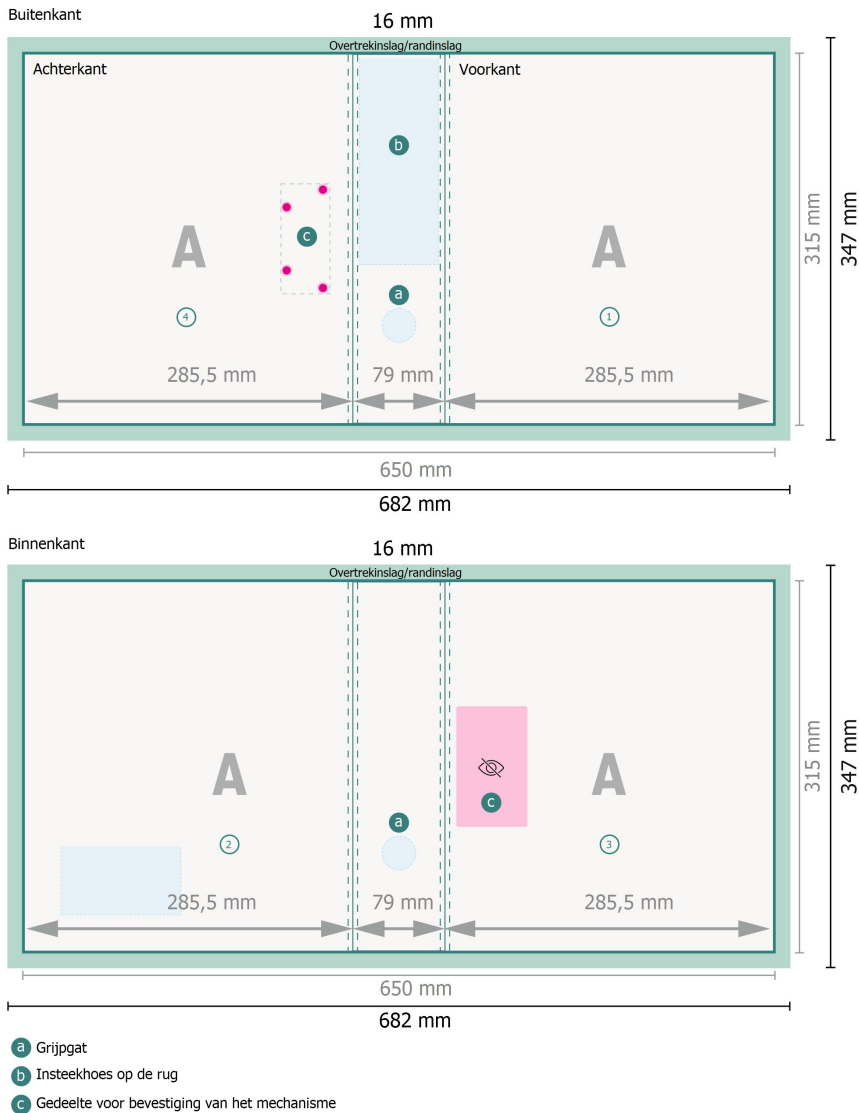 Buitenkant
16 mm
Overtrekinslag/randinslag
Achterkant
Voorkant
b
c
A
A
a
4
1
285,5 mm
79 mm
285,5 mm
315 mm
347 mm
650 mm
682 mm
Binnenkant
16 mm
Overtrekinslag/randinslag
A
A
c
a
2
3
285,5 mm
79 mm
285,5 mm
315 mm
347 mm
650 mm
682 mm
a Grijpgat
b Insteekhoes op de rug
c Gedeelte voor bevestiging van het mechanisme